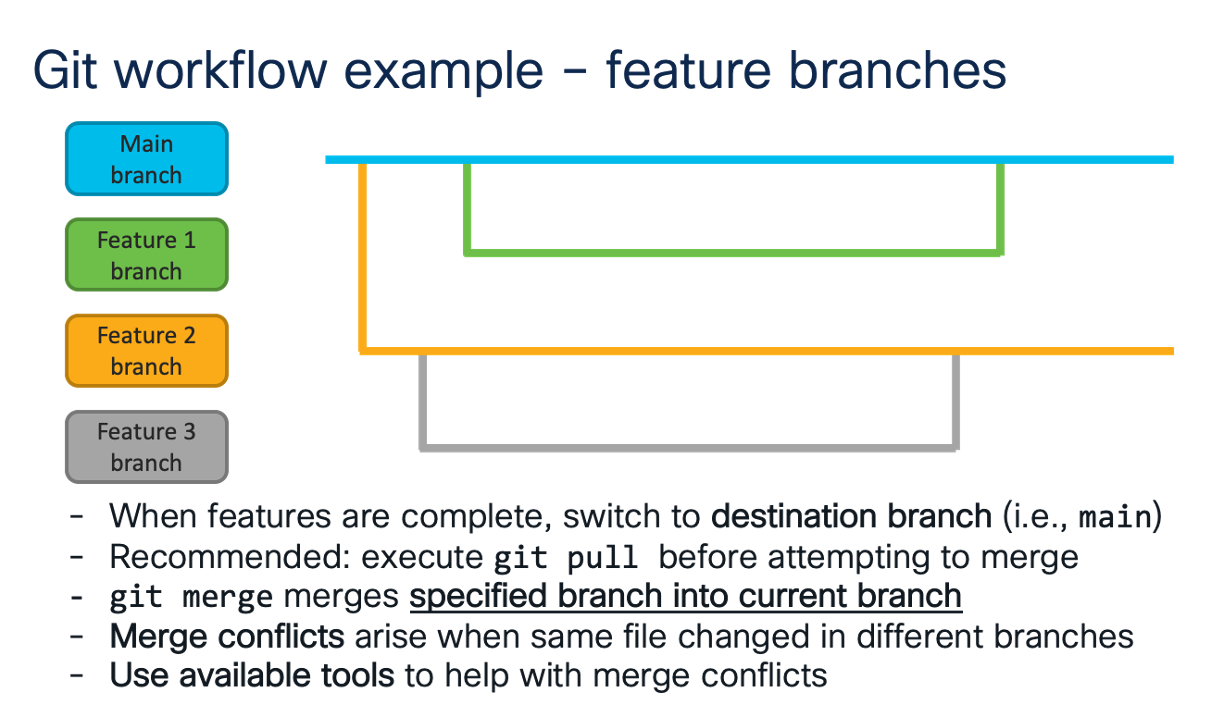 Git workflow example – feature branches
Main
branch
Feature 1
branch
Feature 2
branch
Feature 3
branch
- When features are complete, switch to destination branch (i.e., main)
- Recommended: execute git pull before attempting to merge
- git merge merges specified branch into current branch
- Merge conflicts arise when same file changed in different branches
- Use available tools to help with merge conflicts